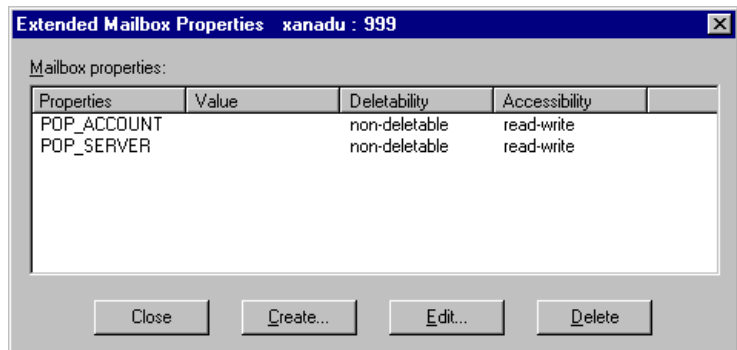 Extended Mailbox Properties xanadu : 999
Mailbox properties:
Properties Value Deletability Accessibility
POP_ACCOUNT non-deletable read-write
POP_SERVER non-deletable read-write
Close Create... Edit... Delete